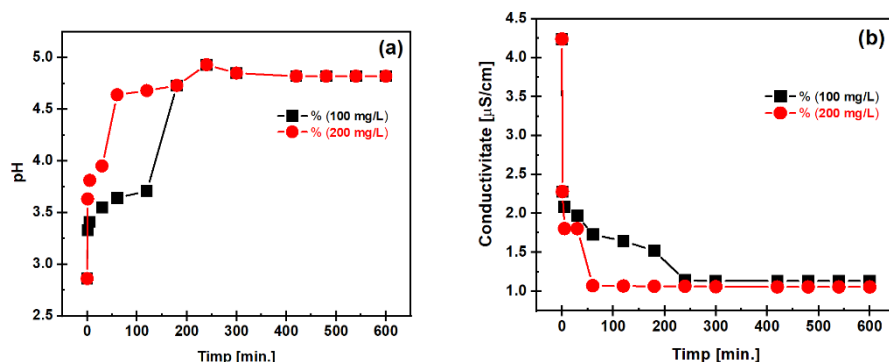 (a)
5.0
4.5
4.0
3.5
3.0
2.5
pH
% (100 mg/L)
% (200 mg/L)
0 100 200 300 400 500 600
Timp [min.]
(b)
4.5
4.0
3.5
3.0
2.5
2.0
1.5
1.0
Conductivitate [μS/cm]
% (100 mg/L)
% (200 mg/L)
0 100 200 300 400 500 600
Timp [min.]